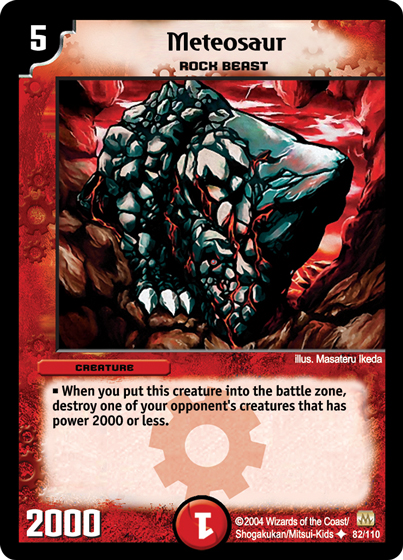 5
Meteosaur
ROCK BEAST
illus. Masateru Ikeda
CREATURE
▪ When you put this creature into the battle zone,
destroy one of your opponent's creatures that has
power 2000 or less.
2000
1
©2004 Wizards of the Coast/
Shogakukan/Mitsui-Kids ✦ 82/110